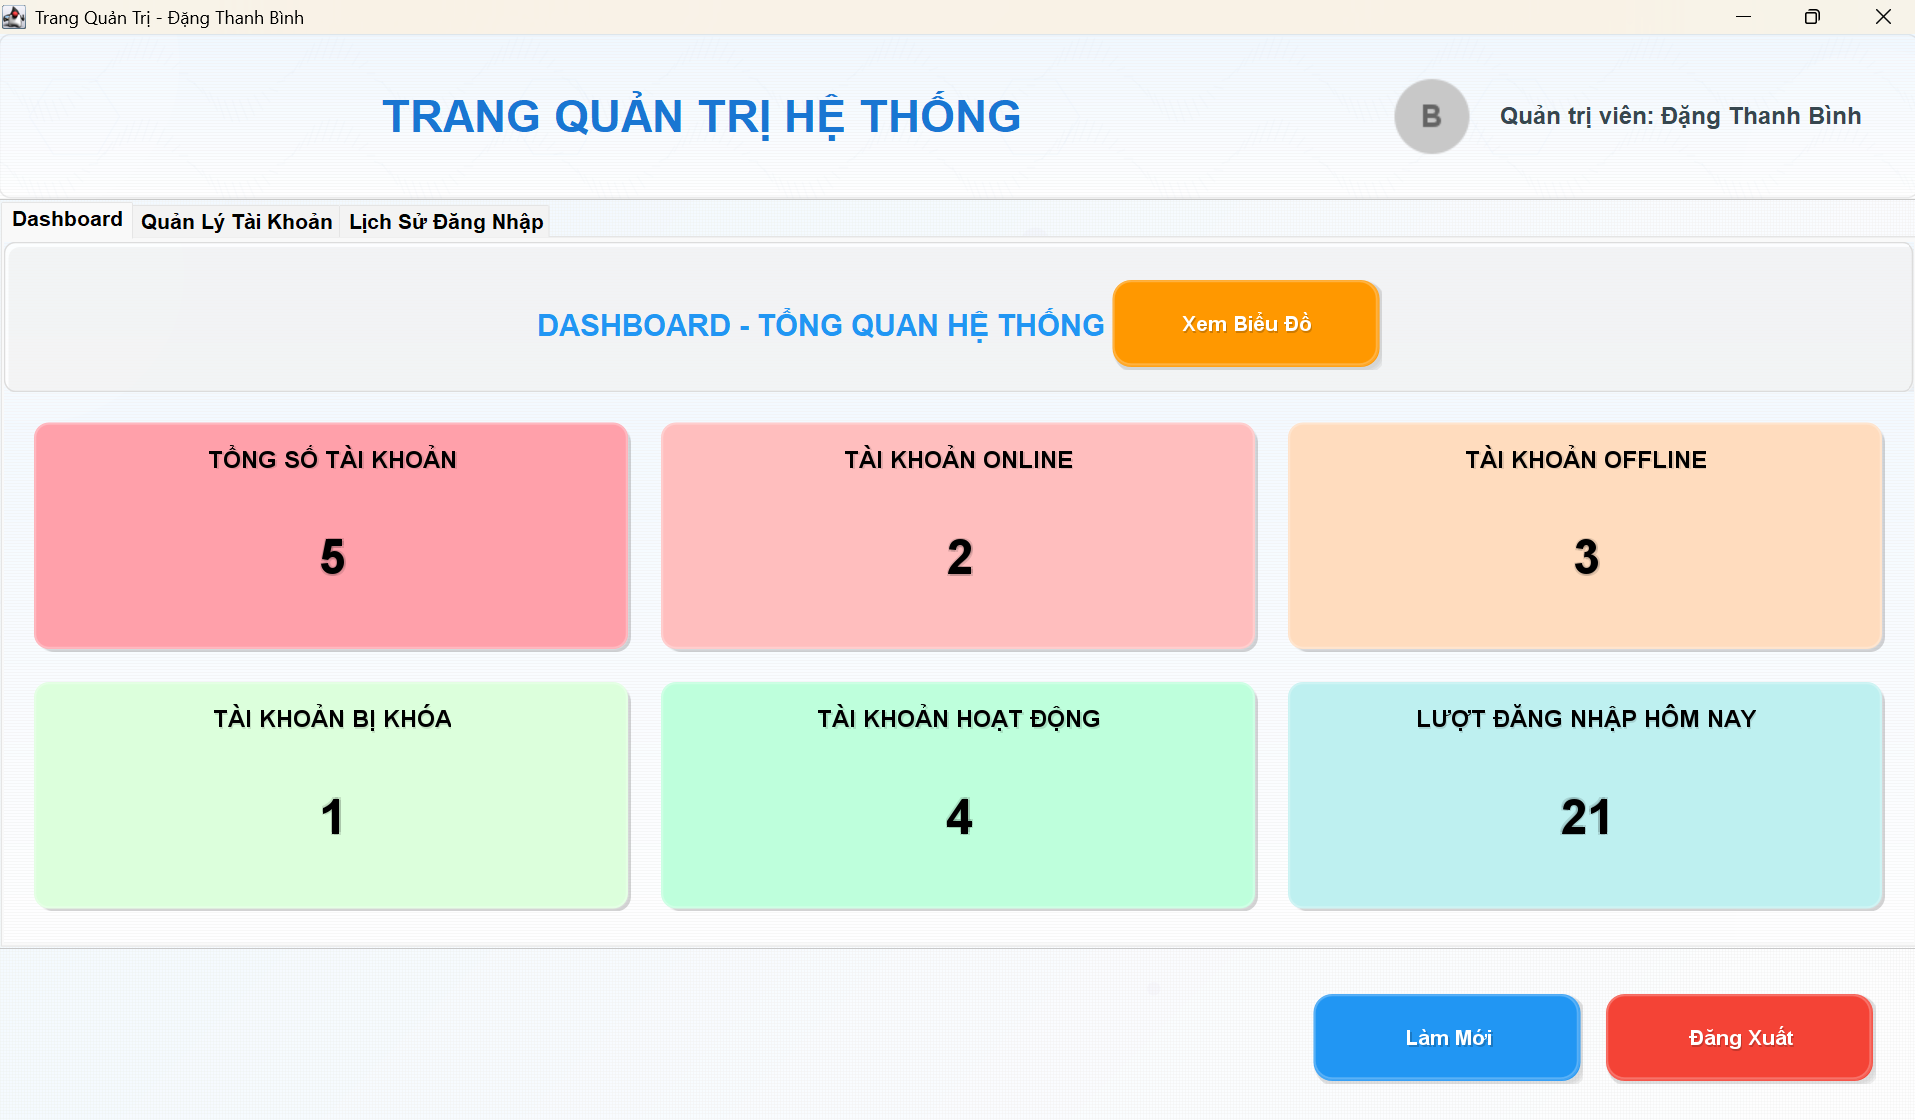 Trang Quản Trị - Đặng Thanh Bình
TRANG QUẢN TRỊ HỆ THỐNG
B
Quản trị viên: Đặng Thanh Bình
Dashboard
Quản Lý Tài Khoản
Lịch Sử Đăng Nhập
DASHBOARD - TỔNG QUAN HỆ THỐNG
Xem Biểu Đồ
TỔNG SỐ TÀI KHOẢN
5
TÀI KHOẢN ONLINE
2
TÀI KHOẢN OFFLINE
3
TÀI KHOẢN BỊ KHÓA
1
TÀI KHOẢN HOẠT ĐỘNG
4
LƯỢT ĐĂNG NHẬP HÔM NAY
21
Làm Mới
Đăng Xuất